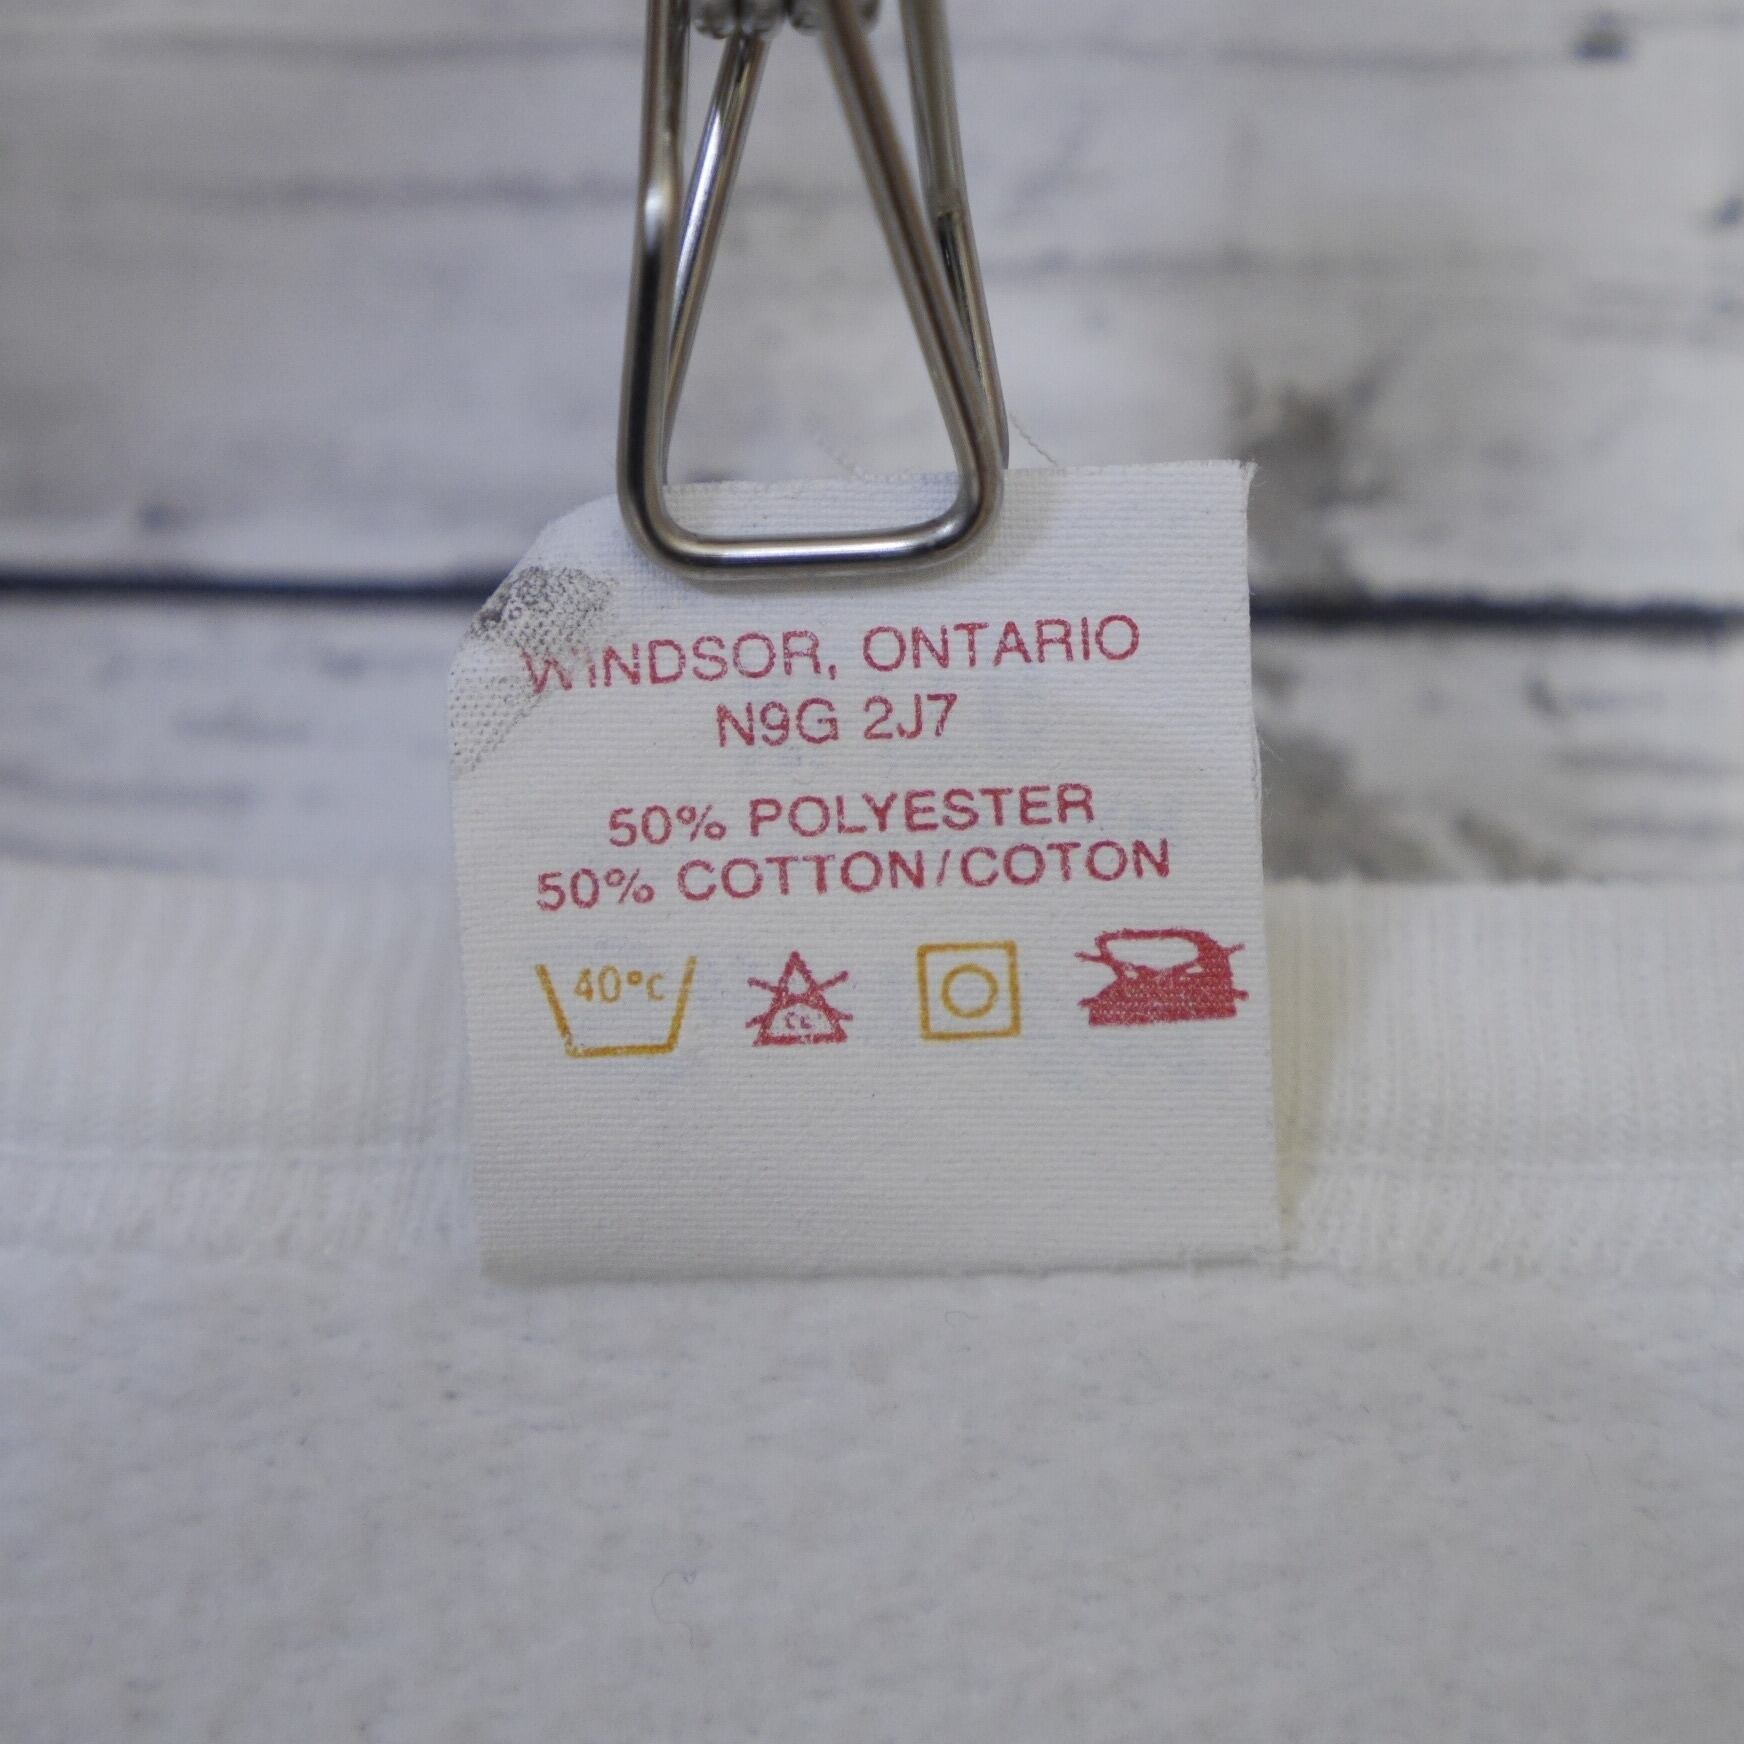 WINDSOR, ONTARIO
N9G 2J7
50% POLYESTER
50% COTTON/COTON
40°C